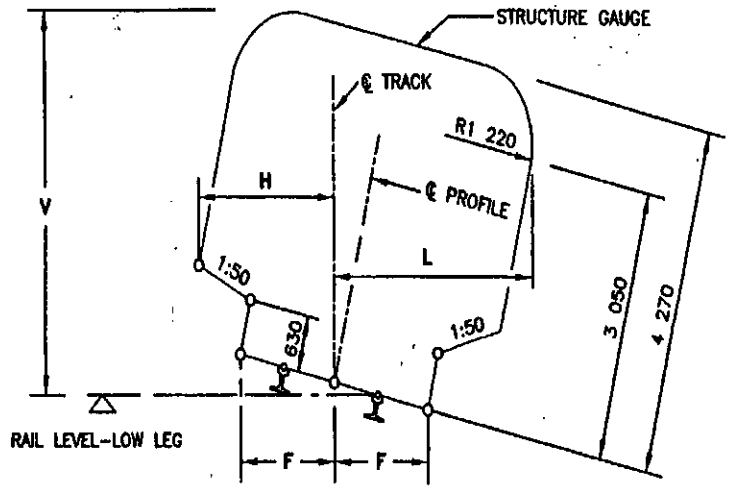 STRUCTURE GAUGE
℄ TRACK
R1 220
V
H
℄ PROFILE
L
1:50
1:50
630
3 050
4 270
RAIL LEVEL-LOW LEG
F
F